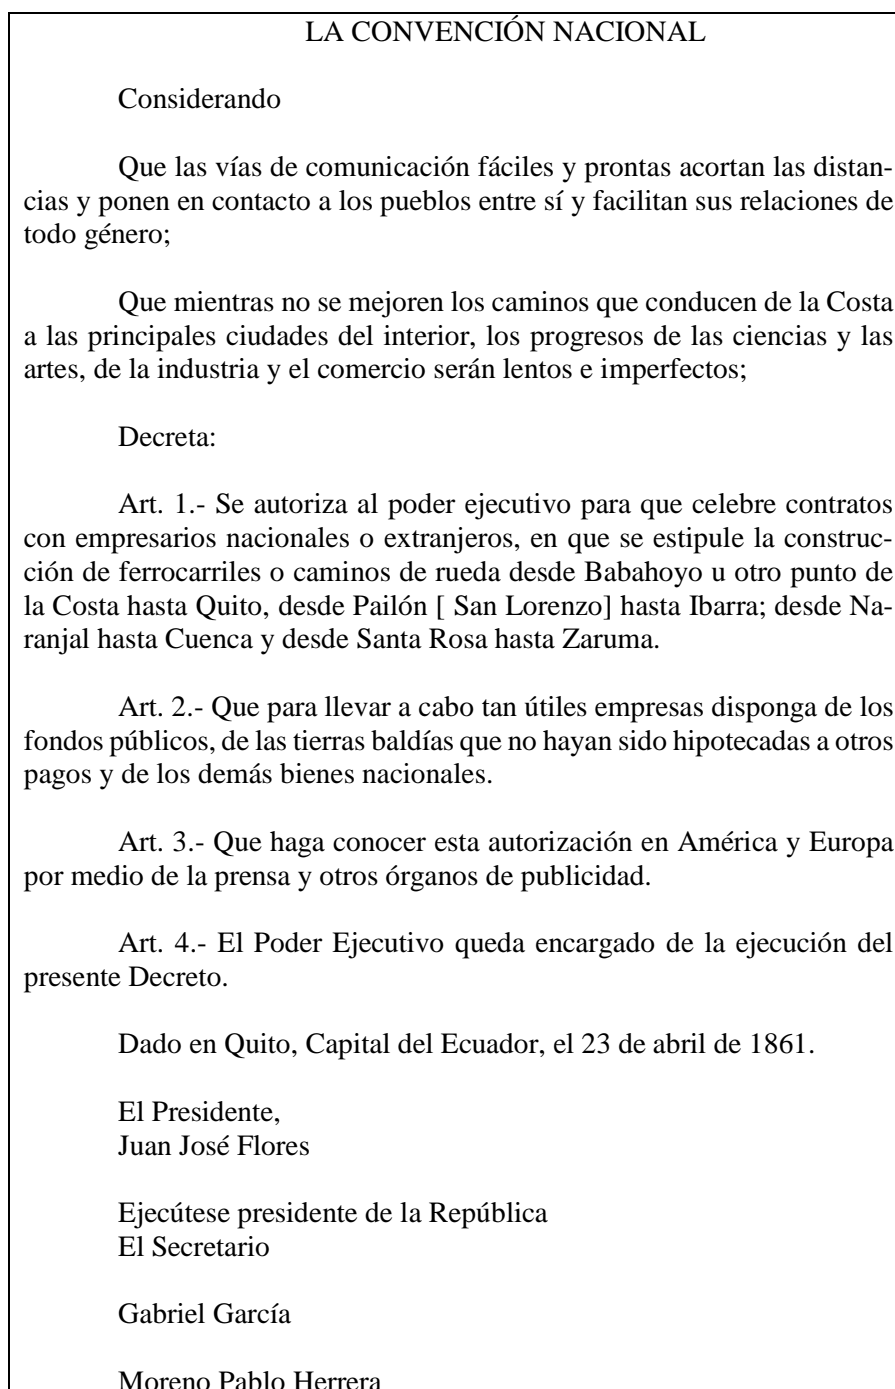 LA CONVENCIÓN NACIONAL
Considerando
Que las vías de comunicación fáciles y prontas acortan las distan-
cias y ponen en contacto a los pueblos entre sí y facilitan sus relaciones de
todo género;
Que mientras no se mejoren los caminos que conducen de la Costa
a las principales ciudades del interior, los progresos de las ciencias y las
artes, de la industria y el comercio serán lentos e imperfectos;
Decreta:
Art. 1.- Se autoriza al poder ejecutivo para que celebre contratos
con empresarios nacionales o extranjeros, en que se estipule la construc-
ción de ferrocarriles o caminos de rueda desde Babahoyo u otro punto de
la Costa hasta Quito, desde Pailón [ San Lorenzo] hasta Ibarra; desde Na-
ranjal hasta Cuenca y desde Santa Rosa hasta Zaruma.
Art. 2.- Que para llevar a cabo tan útiles empresas disponga de los
fondos públicos, de las tierras baldías que no hayan sido hipotecadas a otros
pagos y de los demás bienes nacionales.
Art. 3.- Que haga conocer esta autorización en América y Europa
por medio de la prensa y otros órganos de publicidad.
Art. 4.- El Poder Ejecutivo queda encargado de la ejecución del
presente Decreto.
Dado en Quito, Capital del Ecuador, el 23 de abril de 1861.
El Presidente,
Juan José Flores
Ejecútese presidente de la República
El Secretario
Gabriel García
Moreno Pablo Herrera